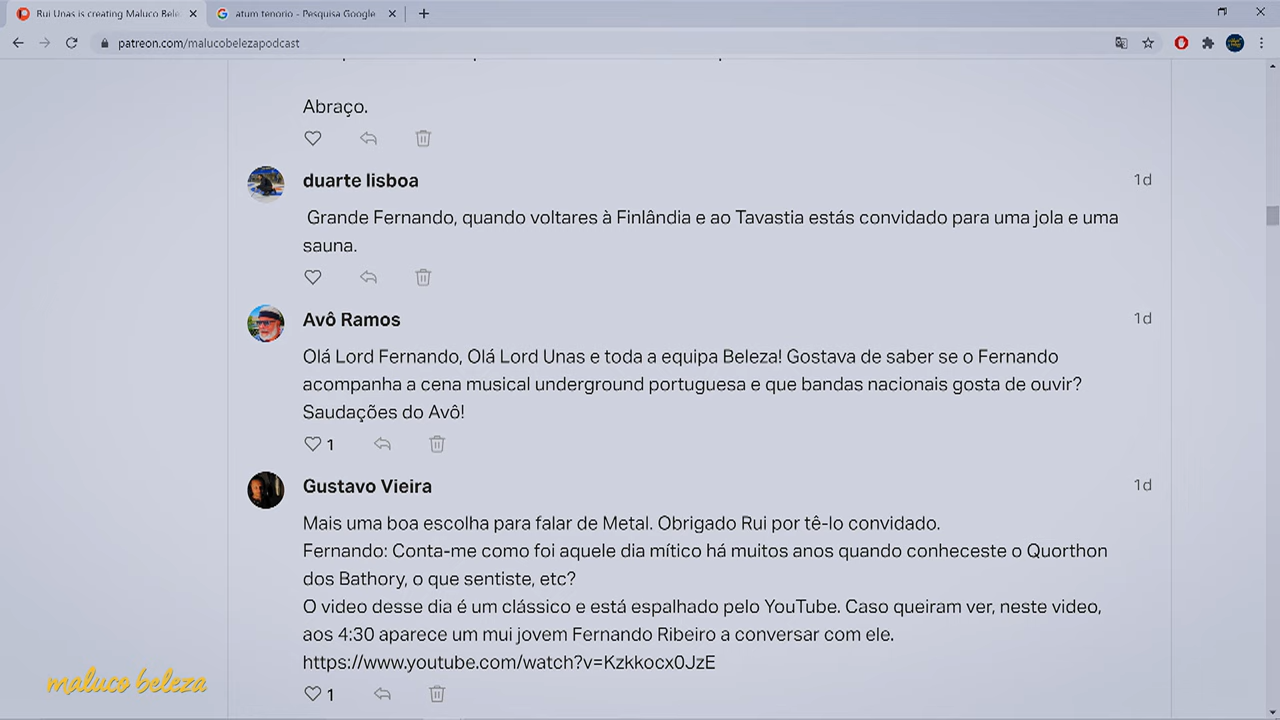 Rui Unas is creating Maluco Bele
atum tenorio - Pesquisa Google
patreon.com/malucobelezapodcast
Abraço.
duarte lisboa
1d
Grande Fernando, quando voltares à Finlândia e ao Tavastia estás convidado para uma jola e uma
sauna.
Avô Ramos
1d
Olá Lord Fernando, Olá Lord Unas e toda a equipa Beleza! Gostava de saber se o Fernando
acompanha a cena musical underground portuguesa e que bandas nacionais gosta de ouvir?
Saudações do Avô!
1
Gustavo Vieira
1d
Mais uma boa escolha para falar de Metal. Obrigado Rui por tê-lo convidado.
Fernando: Conta-me como foi aquele dia mítico há muitos anos quando conheceste o Quorthon
dos Bathory, o que sentiste, etc?
O video desse dia é um clássico e está espalhado pelo YouTube. Caso queiram ver, neste video,
aos 4:30 aparece um mui jovem Fernando Ribeiro a conversar com ele.
https://www.youtube.com/watch?v=Kzkkocx0JzE
1
maluco beleza